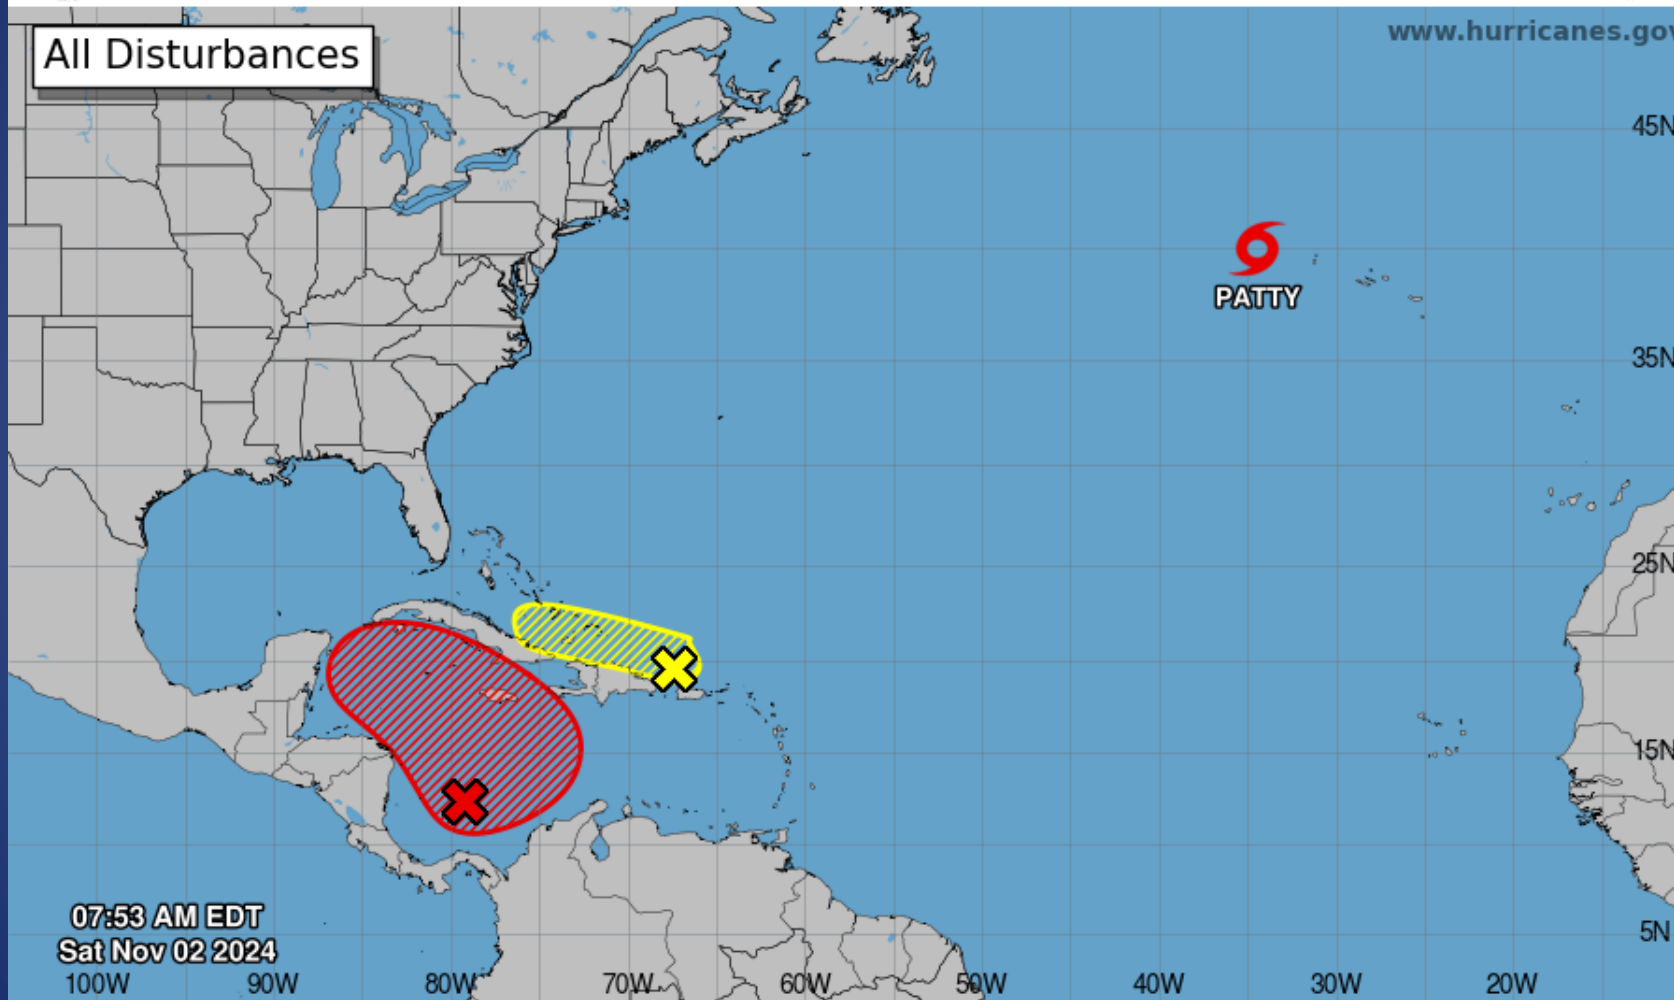 All Disturbances
www.hurricanes.gov
45N
PATTY
35N
25N
15N
07:53 AM EDT
Sat Nov 02 2024
5N
100W 90W 80W 70W 60W 50W 40W 30W 20W